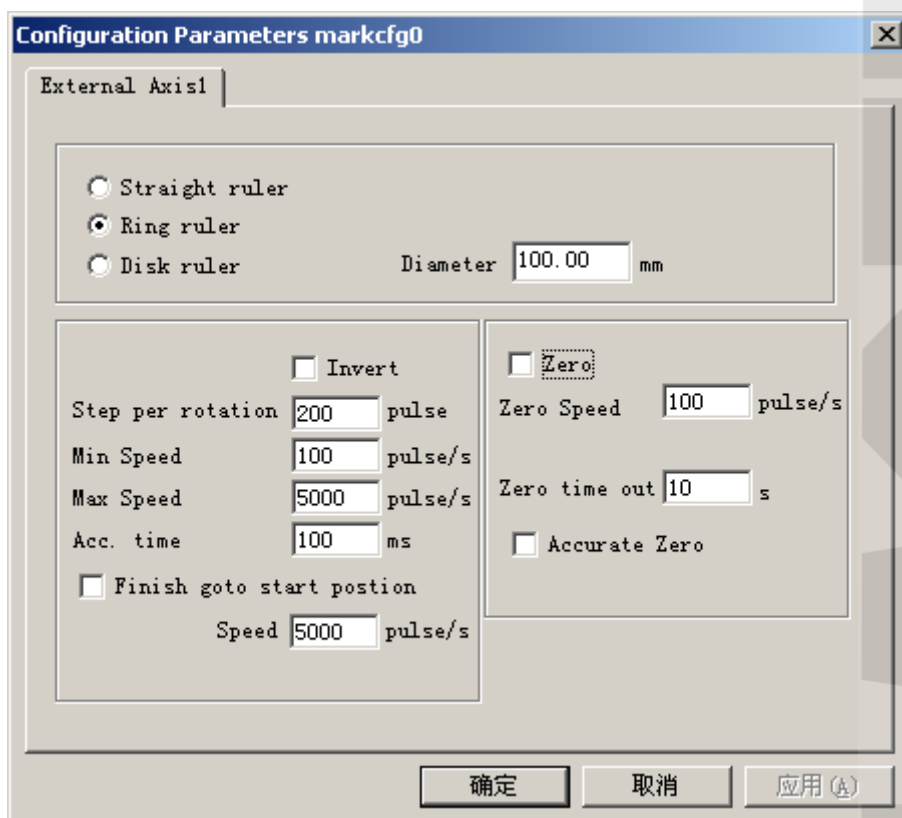 Configuration Parameters markcfg0
External Axis1
Straight ruler
Ring ruler
Disk ruler
Diameter 100.00 mm
Invert
Step per rotation 200 pulse
Min Speed 100 pulse/s
Max Speed 5000 pulse/s
Acc. time 100 ms
Finish goto start postion
Speed 5000 pulse/s
Zero
Zero Speed 100 pulse/s
Zero time out 10 s
Accurate Zero
确定
取消
应用(A)